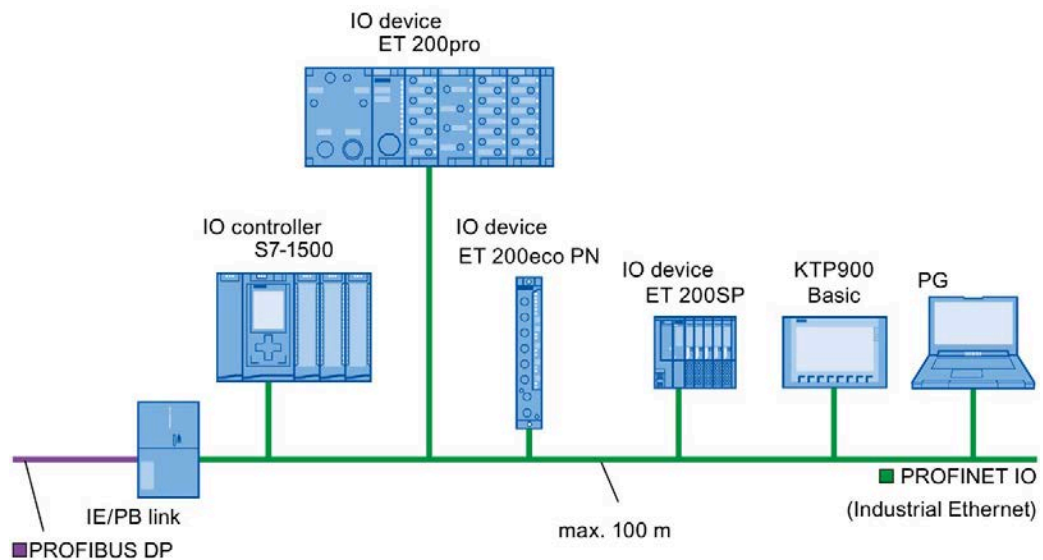 IO device
ET 200pro
IO controller
S7-1500
IO device
ET 200eco PN
IO device
ET 200SP
KTP900
Basic
PG
IE/PB link
PROFIBUS DP
max. 100 m
PROFINET IO
(Industrial Ethernet)